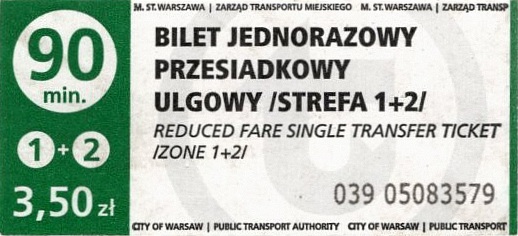 M. ST. WARSZAWA | ZARZĄD TRANSPORTU MIEJSKIEGO M. ST. WARSZAWA | ZARZĄD TRANSP
90
min.
1 + 2
3,50 zł
BILET JEDNORAZOWY
PRZESIADKOWY
ULGOWY /STREFA 1+2/
REDUCED FARE SINGLE TRANSFER TICKET
/ZONE 1+2/
039 05083579
CITY OF WARSAW | PUBLIC TRANSPORT AUTHORITY CITY OF WARSAW | PUBLIC TRANSPORT